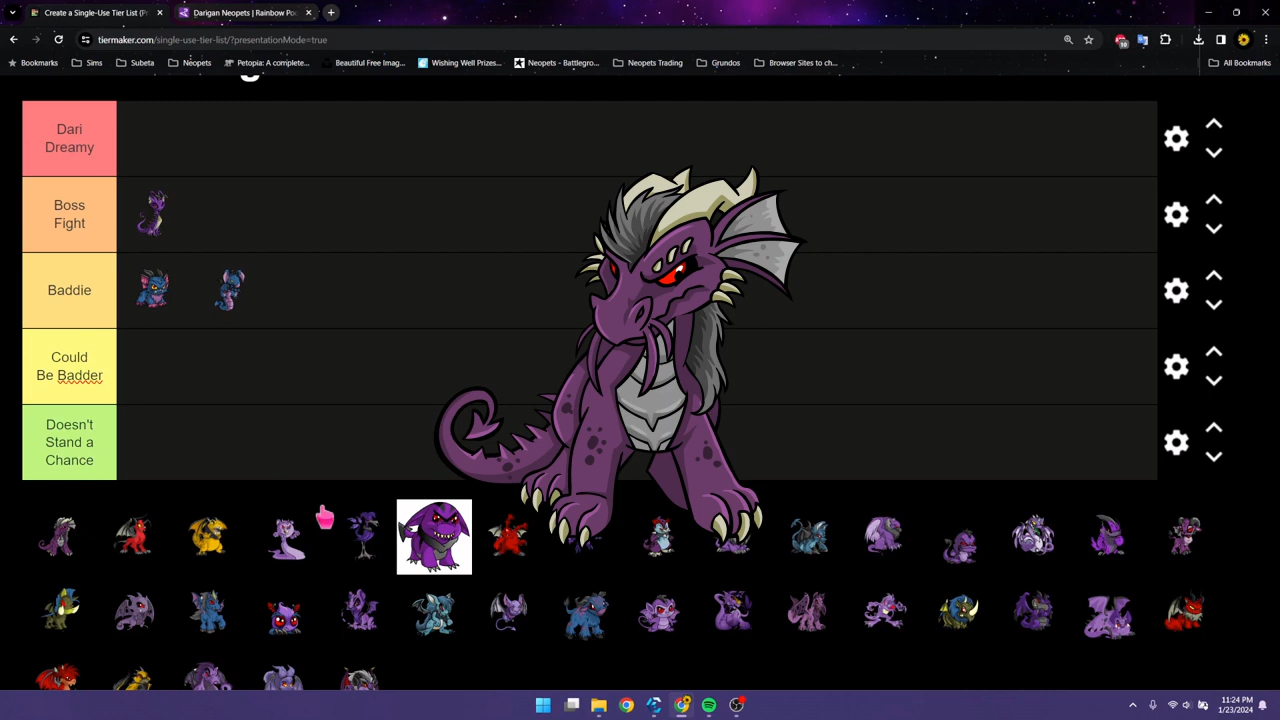 Create a Single-Use Tier List (P
Darigan Neopets | Rainbow Poo
tiermaker.com/single-use-tier-list/?presentationMode=true
Bookmarks Sims Subeta Neopets Petopia: A complete... Beautiful Free Imag... Wishing Well Prizes... Neopets - Battlegro... Neopets Trading Grundos Browser Sites to ch... All Bookmarks
Dari
Dreamy
Boss
Fight
Baddie
Could
Be Badder
Doesn't
Stand a
Chance
11:24 PM
1/23/2024